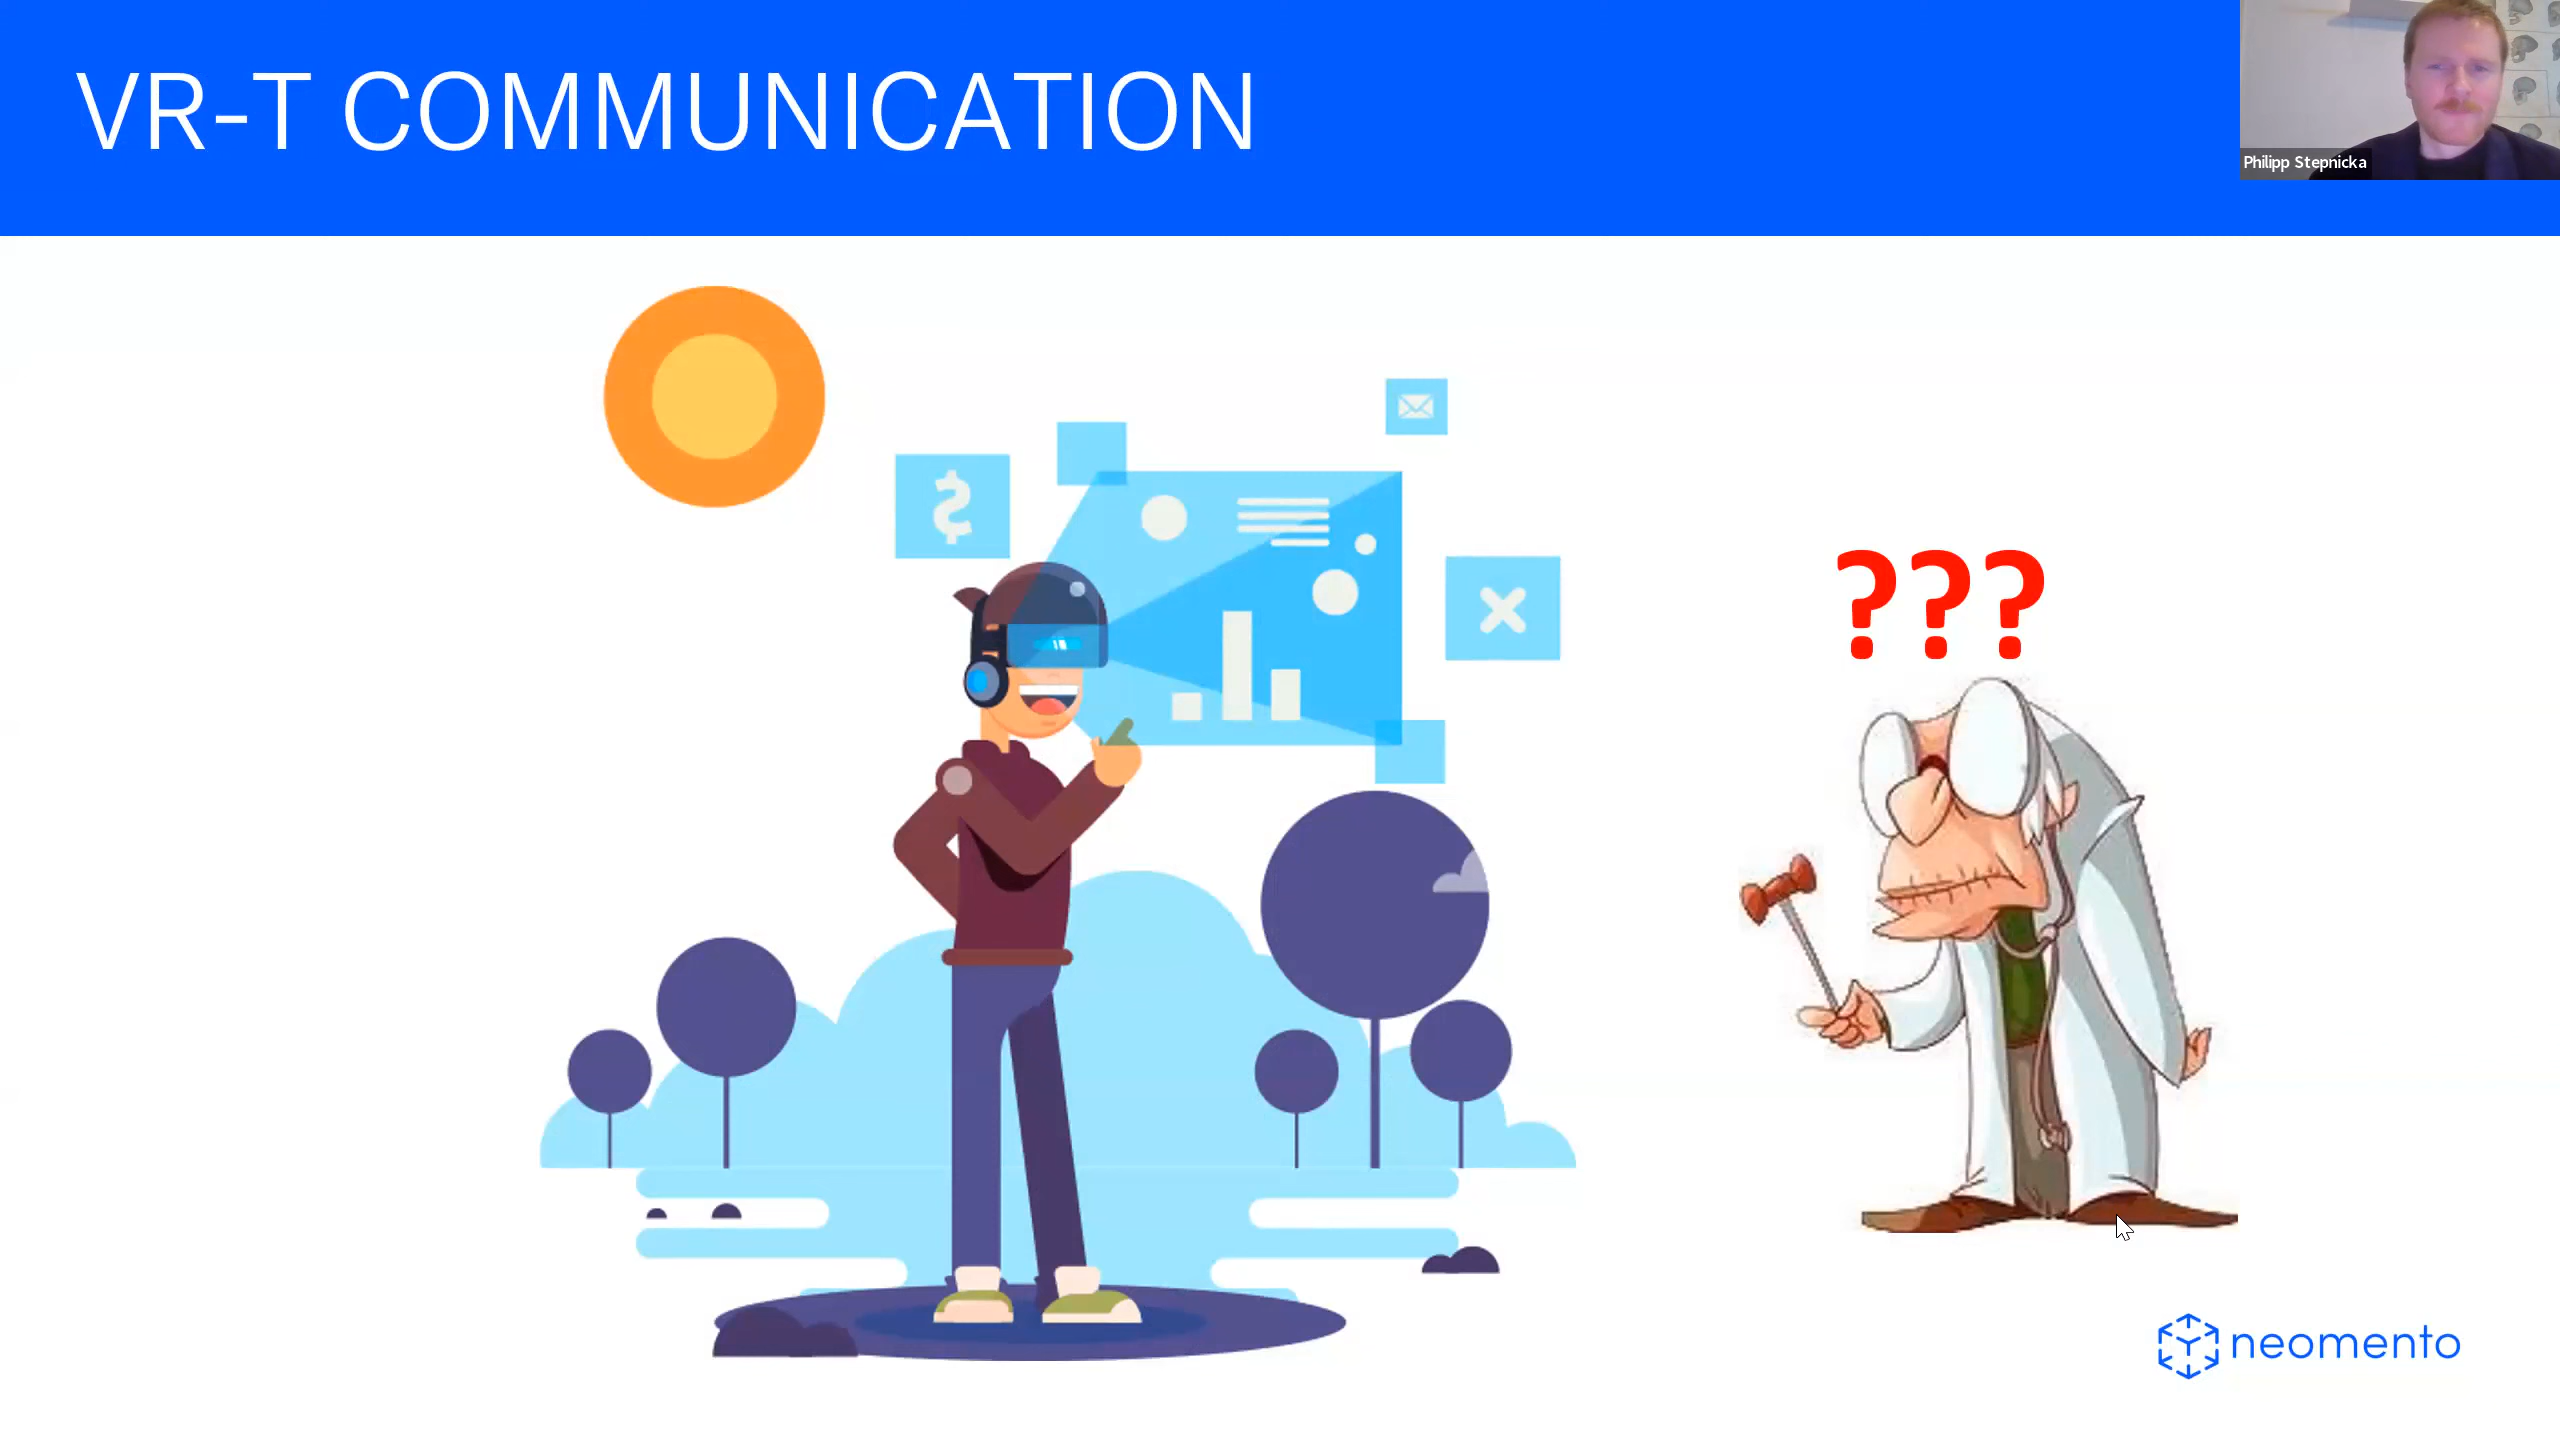 VR-T COMMUNICATION
Philipp Stepnicka
$
???
neomento